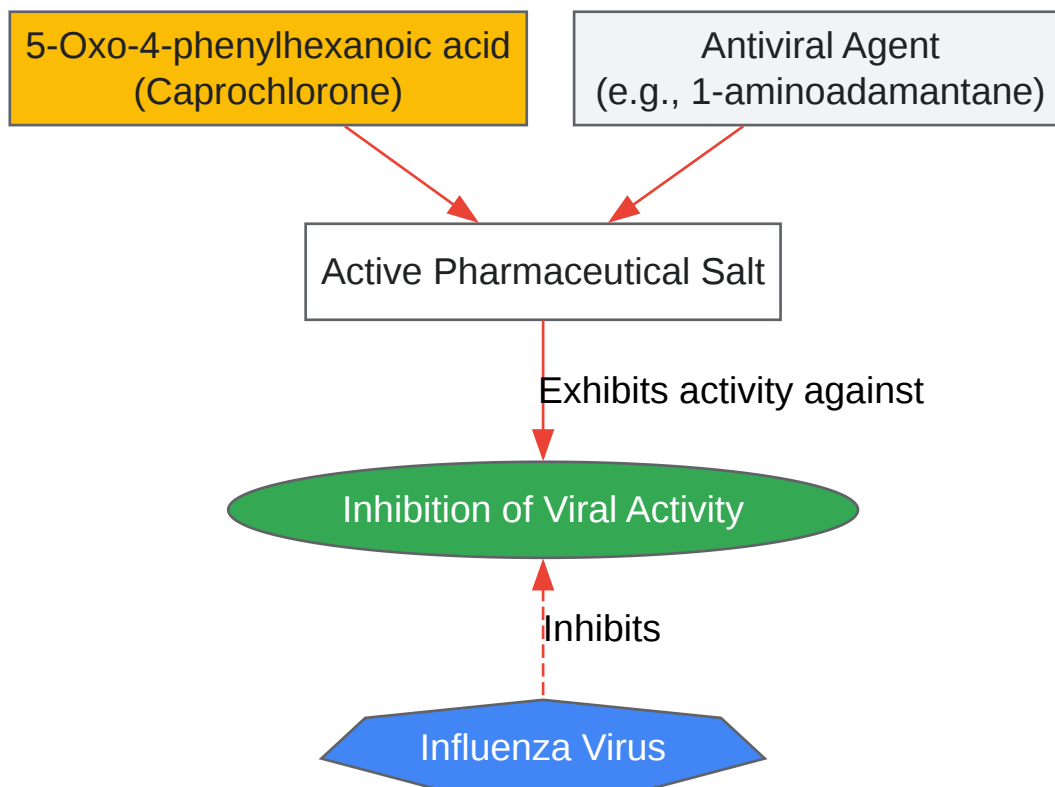 5-Oxo-4-phenylhexanoic acid
(Caprochlorone)
Antiviral Agent
(e.g., 1-aminoadamantane)
Active Pharmaceutical Salt
Exhibits activity against
Inhibition of Viral Activity
Inhibits
Influenza Virus